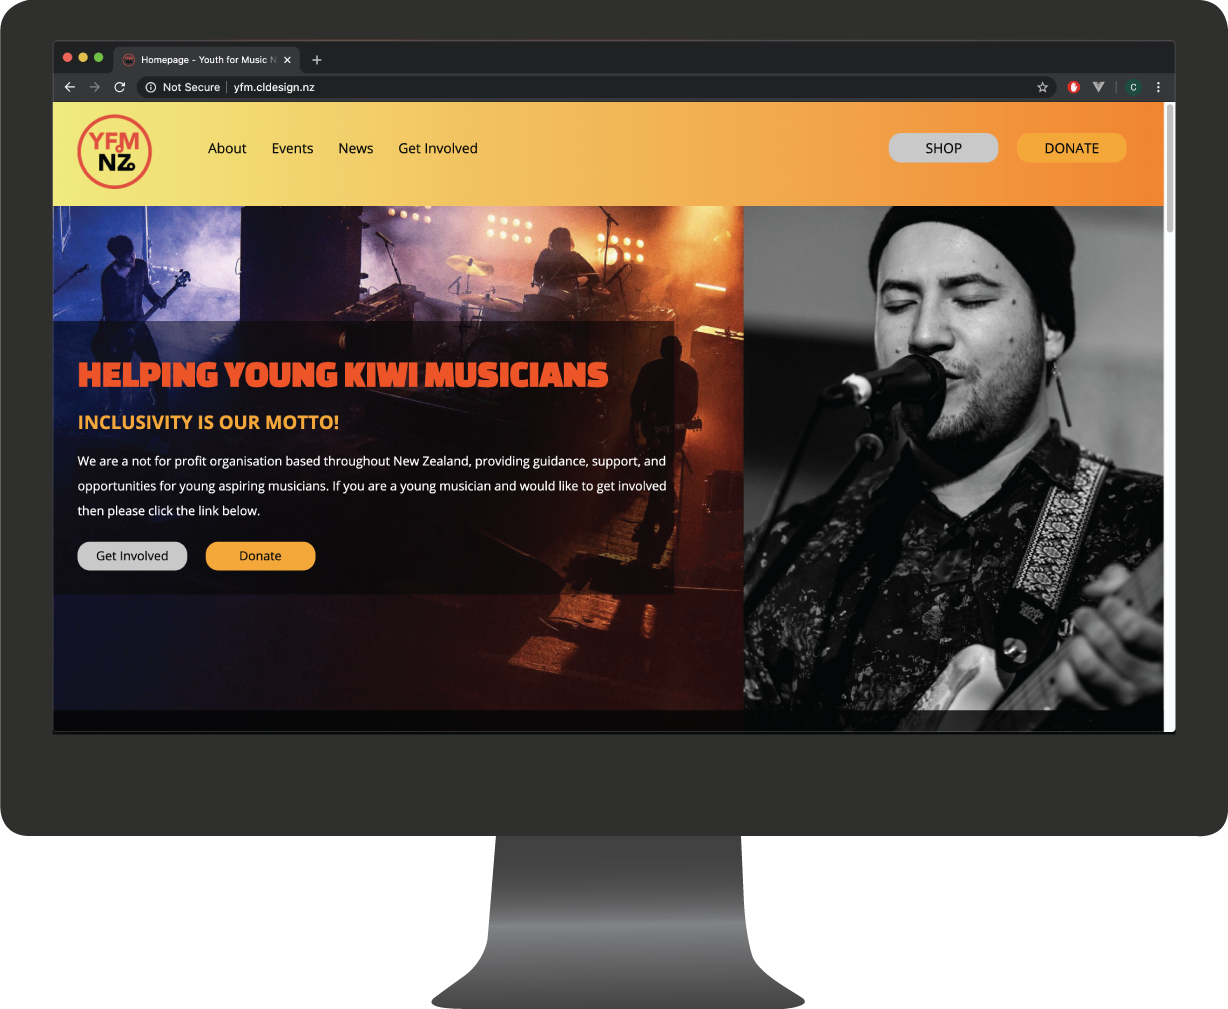 Homepage - Youth for Music N
Not Secure
yfm.cldesign.nz
C
YFM
NZ
About
Events
News
Get Involved
SHOP
DONATE
HELPING YOUNG KIWI MUSICIANS
INCLUSIVITY IS OUR MOTTO!
We are a not for profit organisation based throughout New Zealand, providing guidance, support, and
opportunities for young aspiring musicians. If you are a young musician and would like to get involved
then please click the link below.
Get Involved
Donate